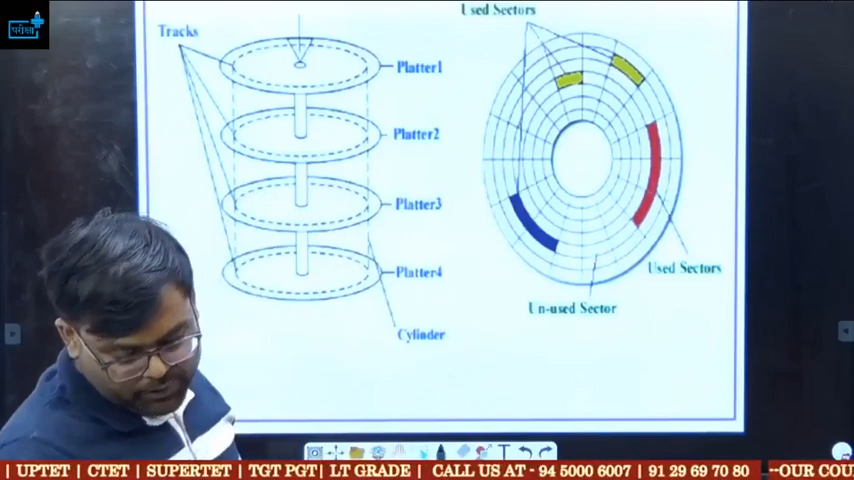 परीक्षा
Used Sectors
Tracks
Platter1
Platter2
Platter3
Platter4
Used Sectors
Un-used Sector
Cylinder
| UPTET | CTET | SUPERTET | TGT PGT| LT GRADE | CALL US AT - 94 5000 6007 | 91 29 69 70 80 --OUR COU